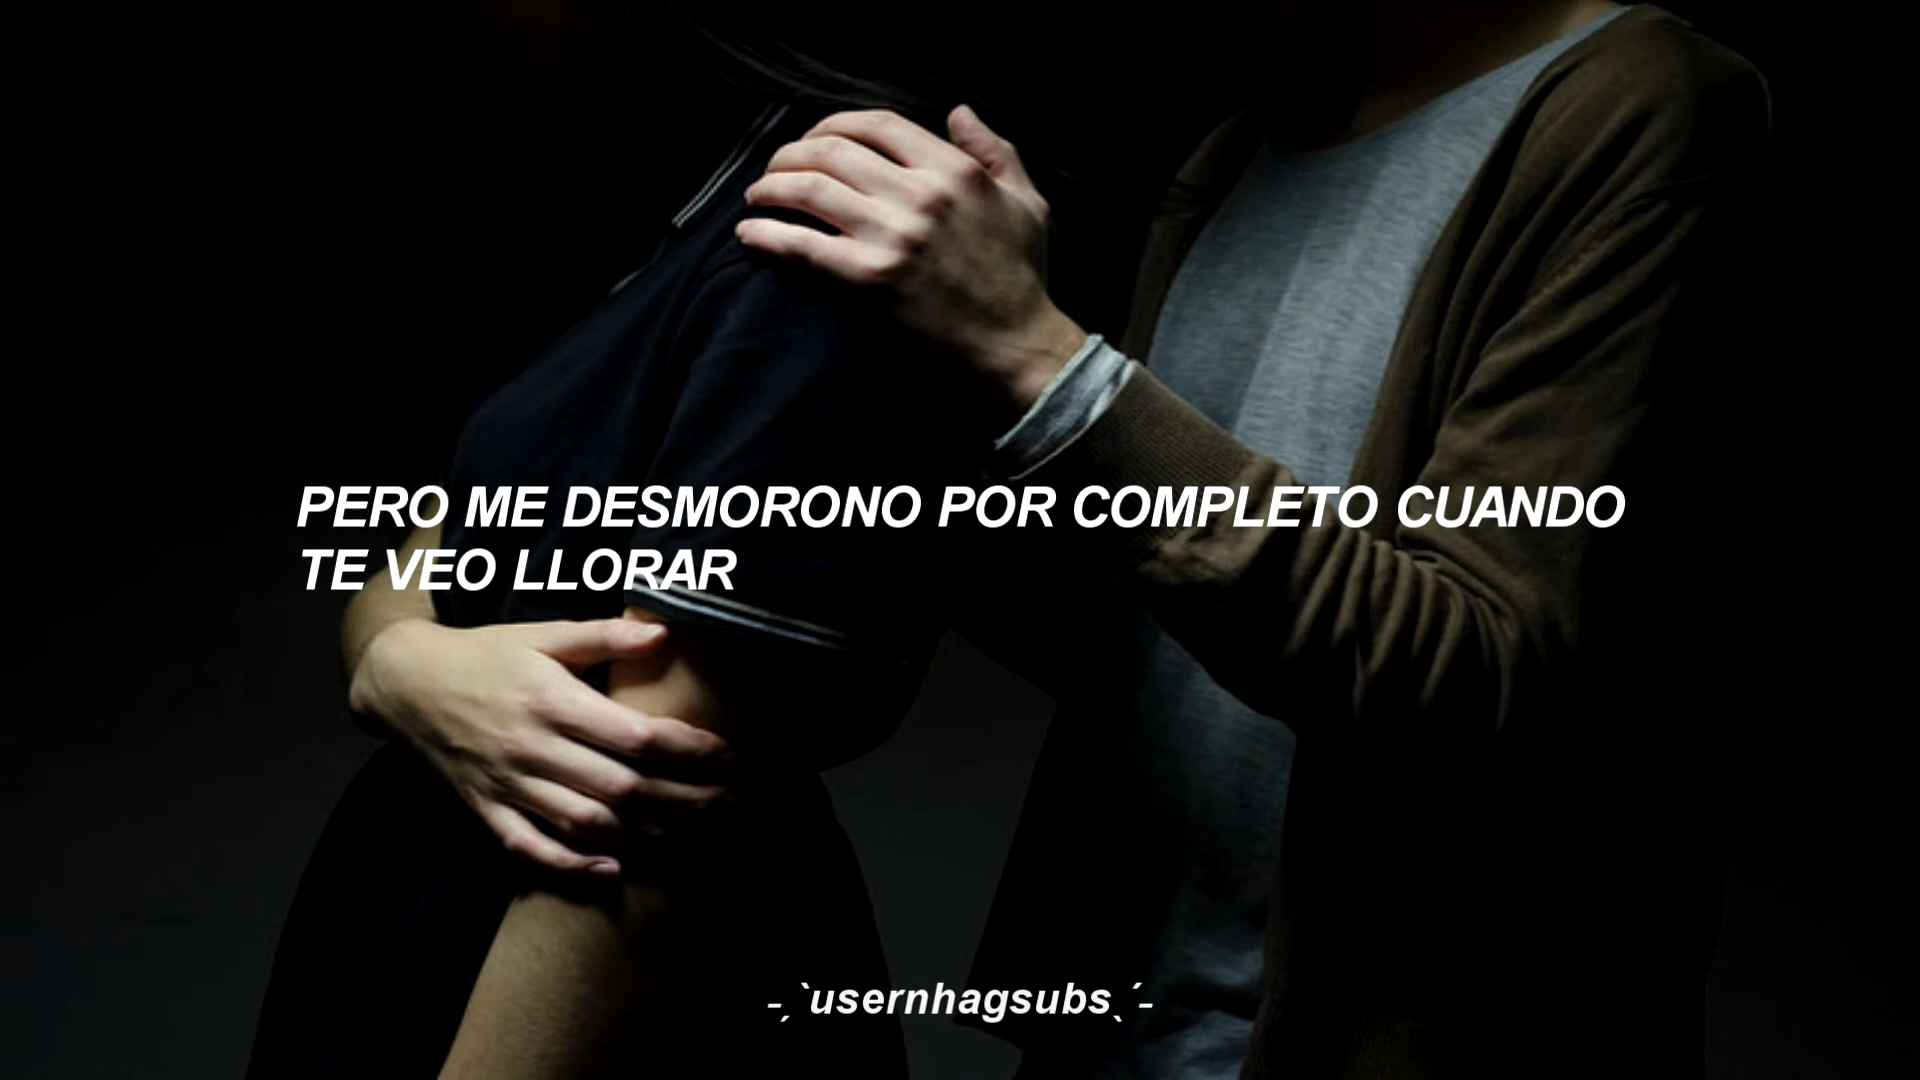 PERO ME DESMORONO POR COMPLETO CUANDO
TE VEO LLORAR
-ˏˋusernhagsubsˎˊ-